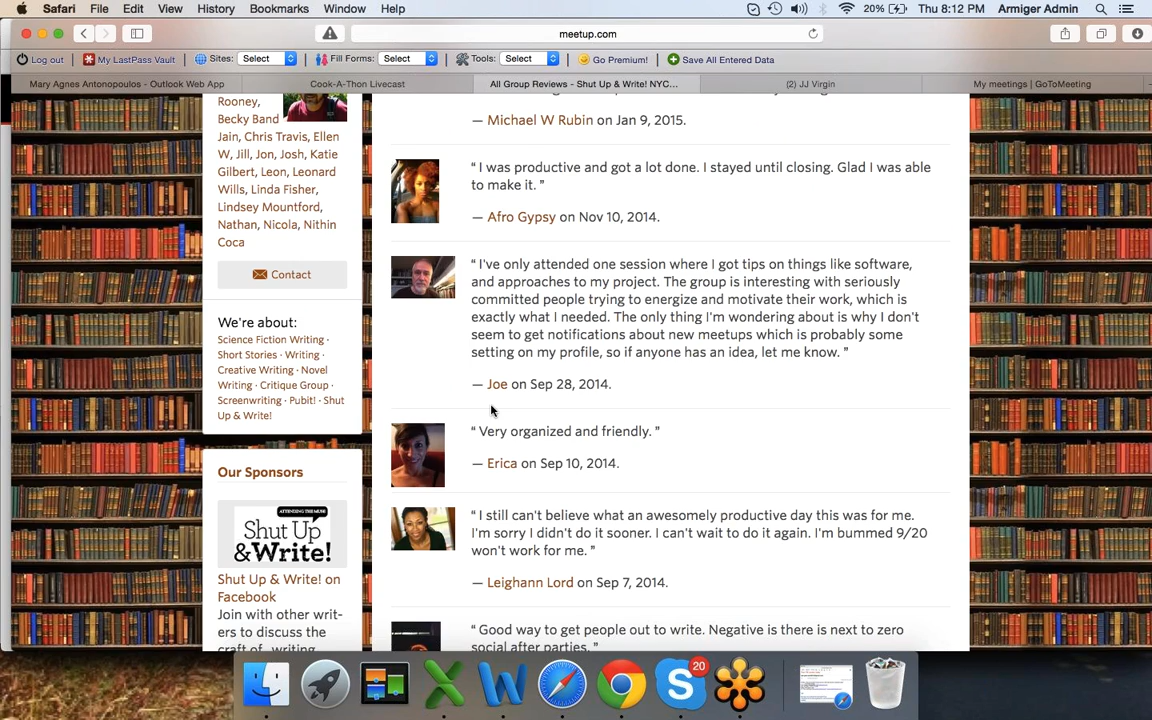 Safari File Edit View History Bookmarks Window Help 20% Thu 8:12 PM Armiger Admin
meetup.com
Log out My LastPass Vault Sites: Select Fill Forms: Select Tools: Select Go Premium! Save All Entered Data
Mary Agnes Antonopoulos – Outlook Web App Cook-A-Thon Livecast All Group Reviews - Shut Up & Write! NYC... (2) JJ Virgin My meetings | GoToMeeting
Rooney,
Becky Band
Jain, Chris Travis, Ellen
W, Jill, Jon, Josh, Katie
Gilbert, Leon, Leonard
Wills, Linda Fisher,
Lindsey Mountford,
Nathan, Nicola, Nithin
Coca
Contact
We're about:
Science Fiction Writing ·
Short Stories · Writing ·
Creative Writing · Novel
Writing · Critique Group ·
Screenwriting · Pubit! · Shut
Up & Write!
Our Sponsors
ATTENDING THE MUSE
Shut Up
&Write!
Shut Up & Write! on
Facebook
Join with other writ-
ers to discuss the
craft of writing
— Michael W Rubin on Jan 9, 2015.
“ I was productive and got a lot done. I stayed until closing. Glad I was able
to make it. ”
— Afro Gypsy on Nov 10, 2014.
“ I've only attended one session where I got tips on things like software,
and approaches to my project. The group is interesting with seriously
committed people trying to energize and motivate their work, which is
exactly what I needed. The only thing I'm wondering about is why I don't
seem to get notifications about new meetups which is probably some
setting on my profile, so if anyone has an idea, let me know. ”
— Joe on Sep 28, 2014.
“ Very organized and friendly. ”
— Erica on Sep 10, 2014.
“ I still can't believe what an awesomely productive day this was for me.
I'm sorry I didn't do it sooner. I can't wait to do it again. I'm bummed 9/20
won't work for me. ”
— Leighann Lord on Sep 7, 2014.
“ Good way to get people out to write. Negative is there is next to zero
social after parties. ”
20